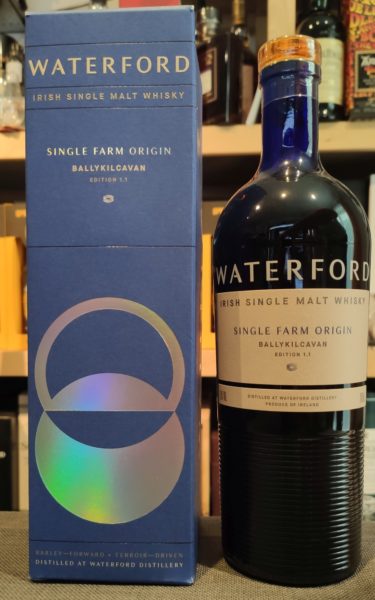 WATERFORD
IRISH SINGLE MALT WHISKY
SINGLE FARM ORIGIN
BALLYKILCAVAN
EDITION 1.1
BARLEY—FORWARD + TERROIR—DRIVEN
DISTILLED AT WATERFORD DISTILLERY
WATERFORD
IRISH SINGLE MALT WHISKY
SINGLE FARM ORIGIN
BALLYKILCAVAN
EDITION 1.1
DISTILLED AT WATERFORD DISTILLERY
PRODUCE OF IRELAND